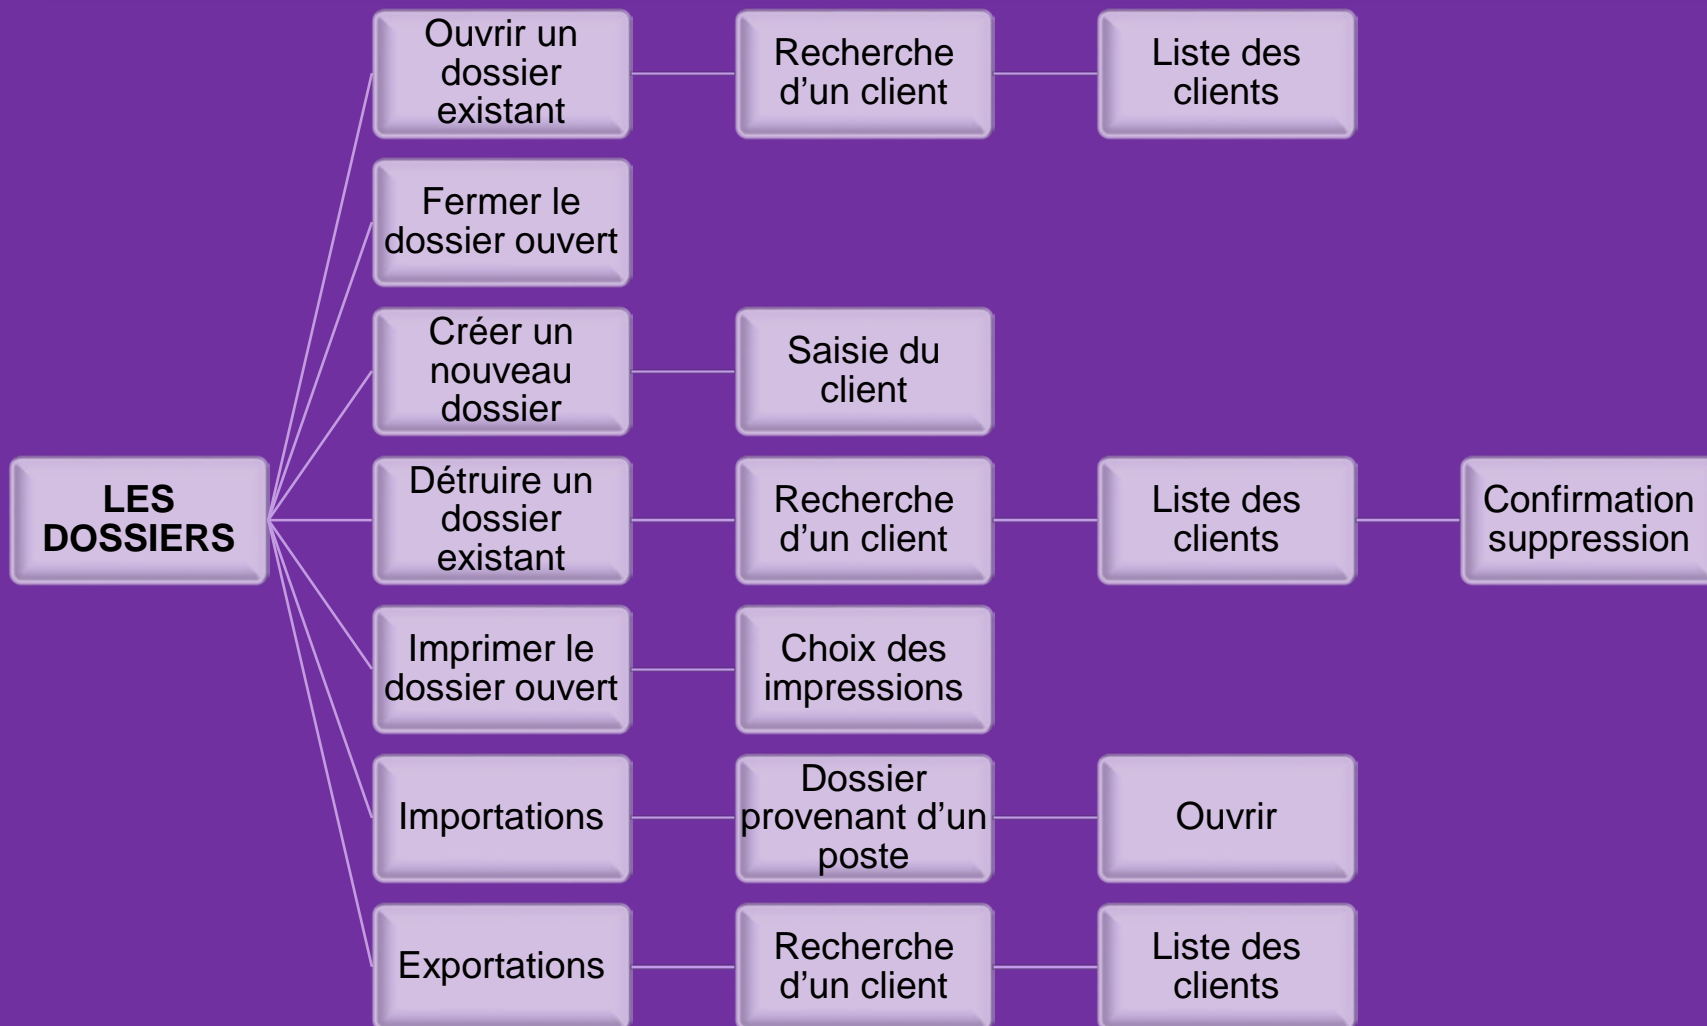 Ouvrir un
dossier
existant
Recherche
d’un client
Liste des
clients
Fermer le
dossier ouvert
Créer un
nouveau
dossier
Saisie du
client
LES
DOSSIERS
Détruire un
dossier
existant
Recherche
d’un client
Liste des
clients
Confirmation
suppression
Imprimer le
dossier ouvert
Choix des
impressions
Importations
Dossier
provenant d’un
poste
Ouvrir
Exportations
Recherche
d’un client
Liste des
clients